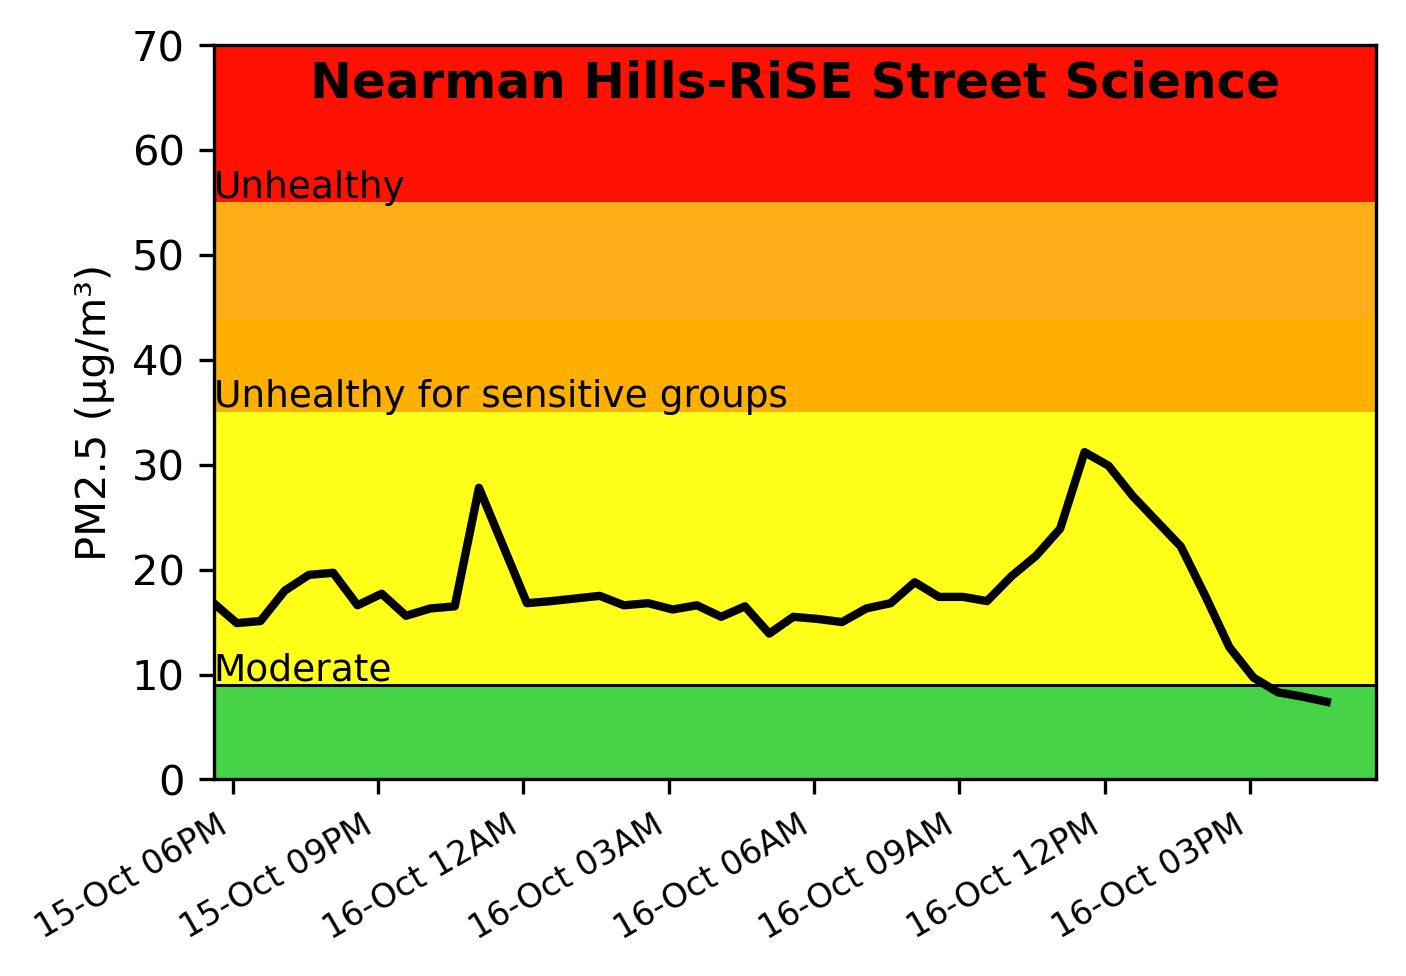 Nearman Hills-RiSE Street Science
70
60
50
40
30
20
10
0
PM2.5 (µg/m³)
Unhealthy
Unhealthy for sensitive groups
Moderate
15-Oct 06PM
15-Oct 09PM
16-Oct 12AM
16-Oct 03AM
16-Oct 06AM
16-Oct 09AM
16-Oct 12PM
16-Oct 03PM